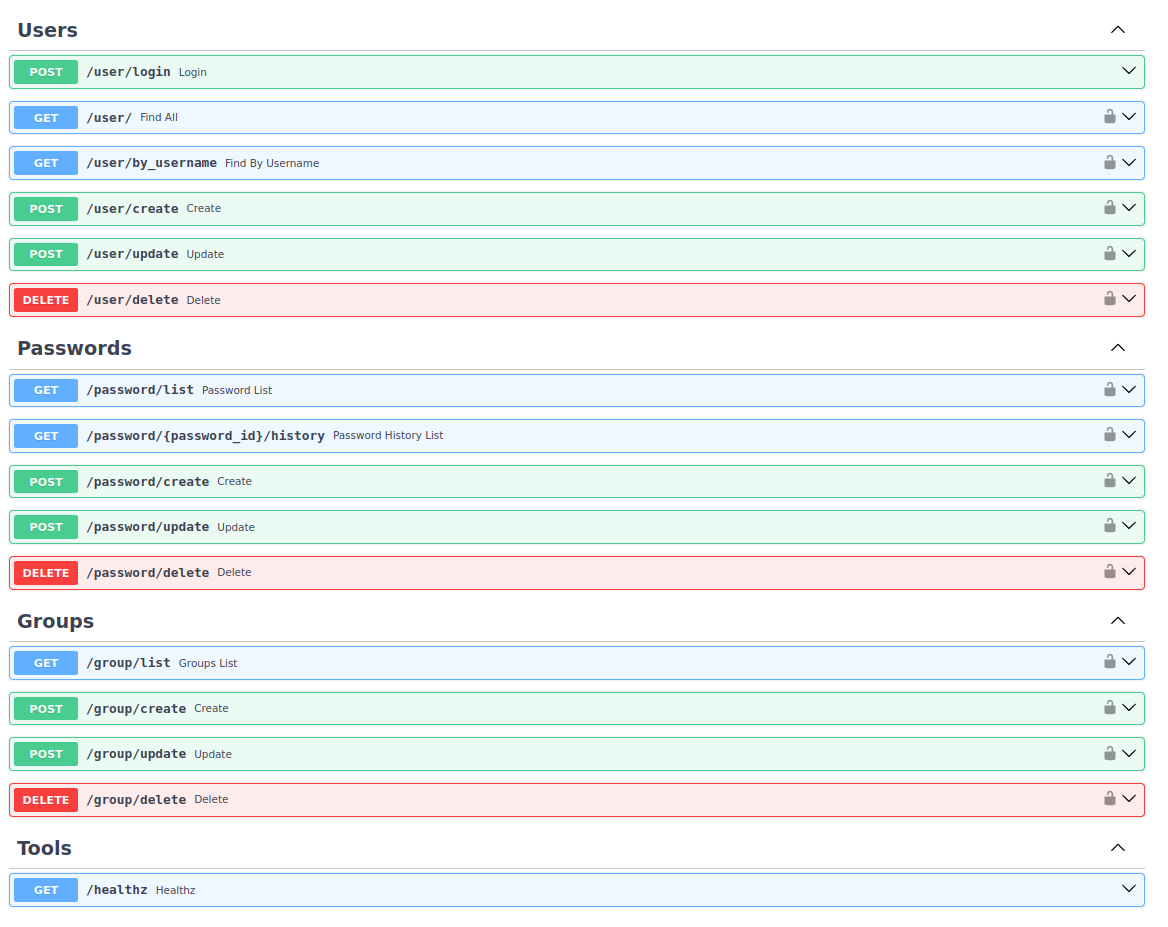 Users
POST /user/login Login
GET /user/ Find All
GET /user/by_username Find By Username
POST /user/create Create
POST /user/update Update
DELETE /user/delete Delete
Passwords
GET /password/list Password List
GET /password/{password_id}/history Password History List
POST /password/create Create
POST /password/update Update
DELETE /password/delete Delete
Groups
GET /group/list Groups List
POST /group/create Create
POST /group/update Update
DELETE /group/delete Delete
Tools
GET /healthz Healthz